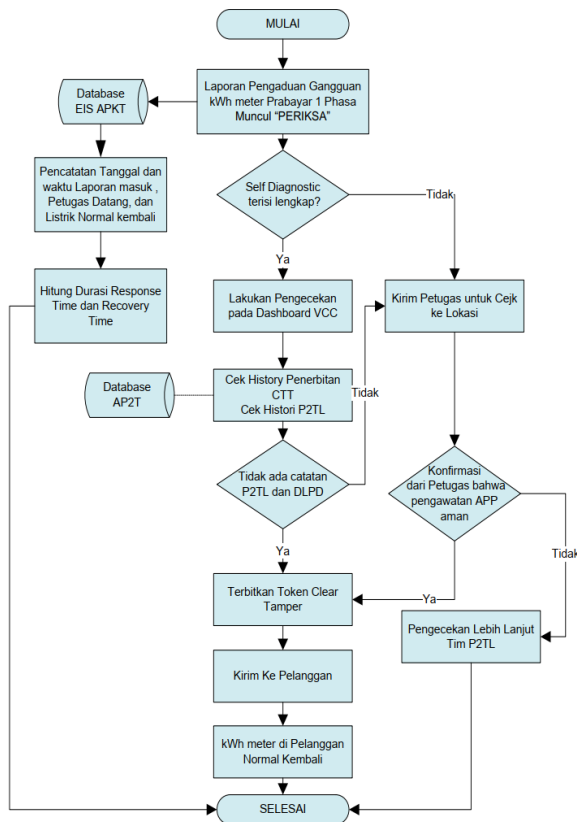 MULAI
Laporan Pengaduan Gangguan
kWh meter Prabayar 1 Phasa
Muncul “PERIKSA”
Database
EIS APKT
Pencatatan Tanggal dan
waktu Laporan masuk ,
Petugas Datang, dan
Listrik Normal kembali
Self Diagnostic
terisi lengkap?
Tidak
Ya
Hitung Durasi Response
Time dan Recovery
Time
Lakukan Pengecekan
pada Dashboard VCC
Kirim Petugas untuk Cejk
ke Lokasi
Database
AP2T
Cek History Penerbitan
CTT
Cek Histori P2TL
Tidak
Tidak ada catatan
P2TL dan DLPD
Konfirmasi
dari Petugas bahwa
pengawatan APP
aman
Ya
Tidak
Terbitkan Token Clear
Tamper
Ya
Pengecekan Lebih Lanjut
Tim P2TL
Kirim Ke Pelanggan
kWh meter di Pelanggan
Normal Kembali
SELESAI